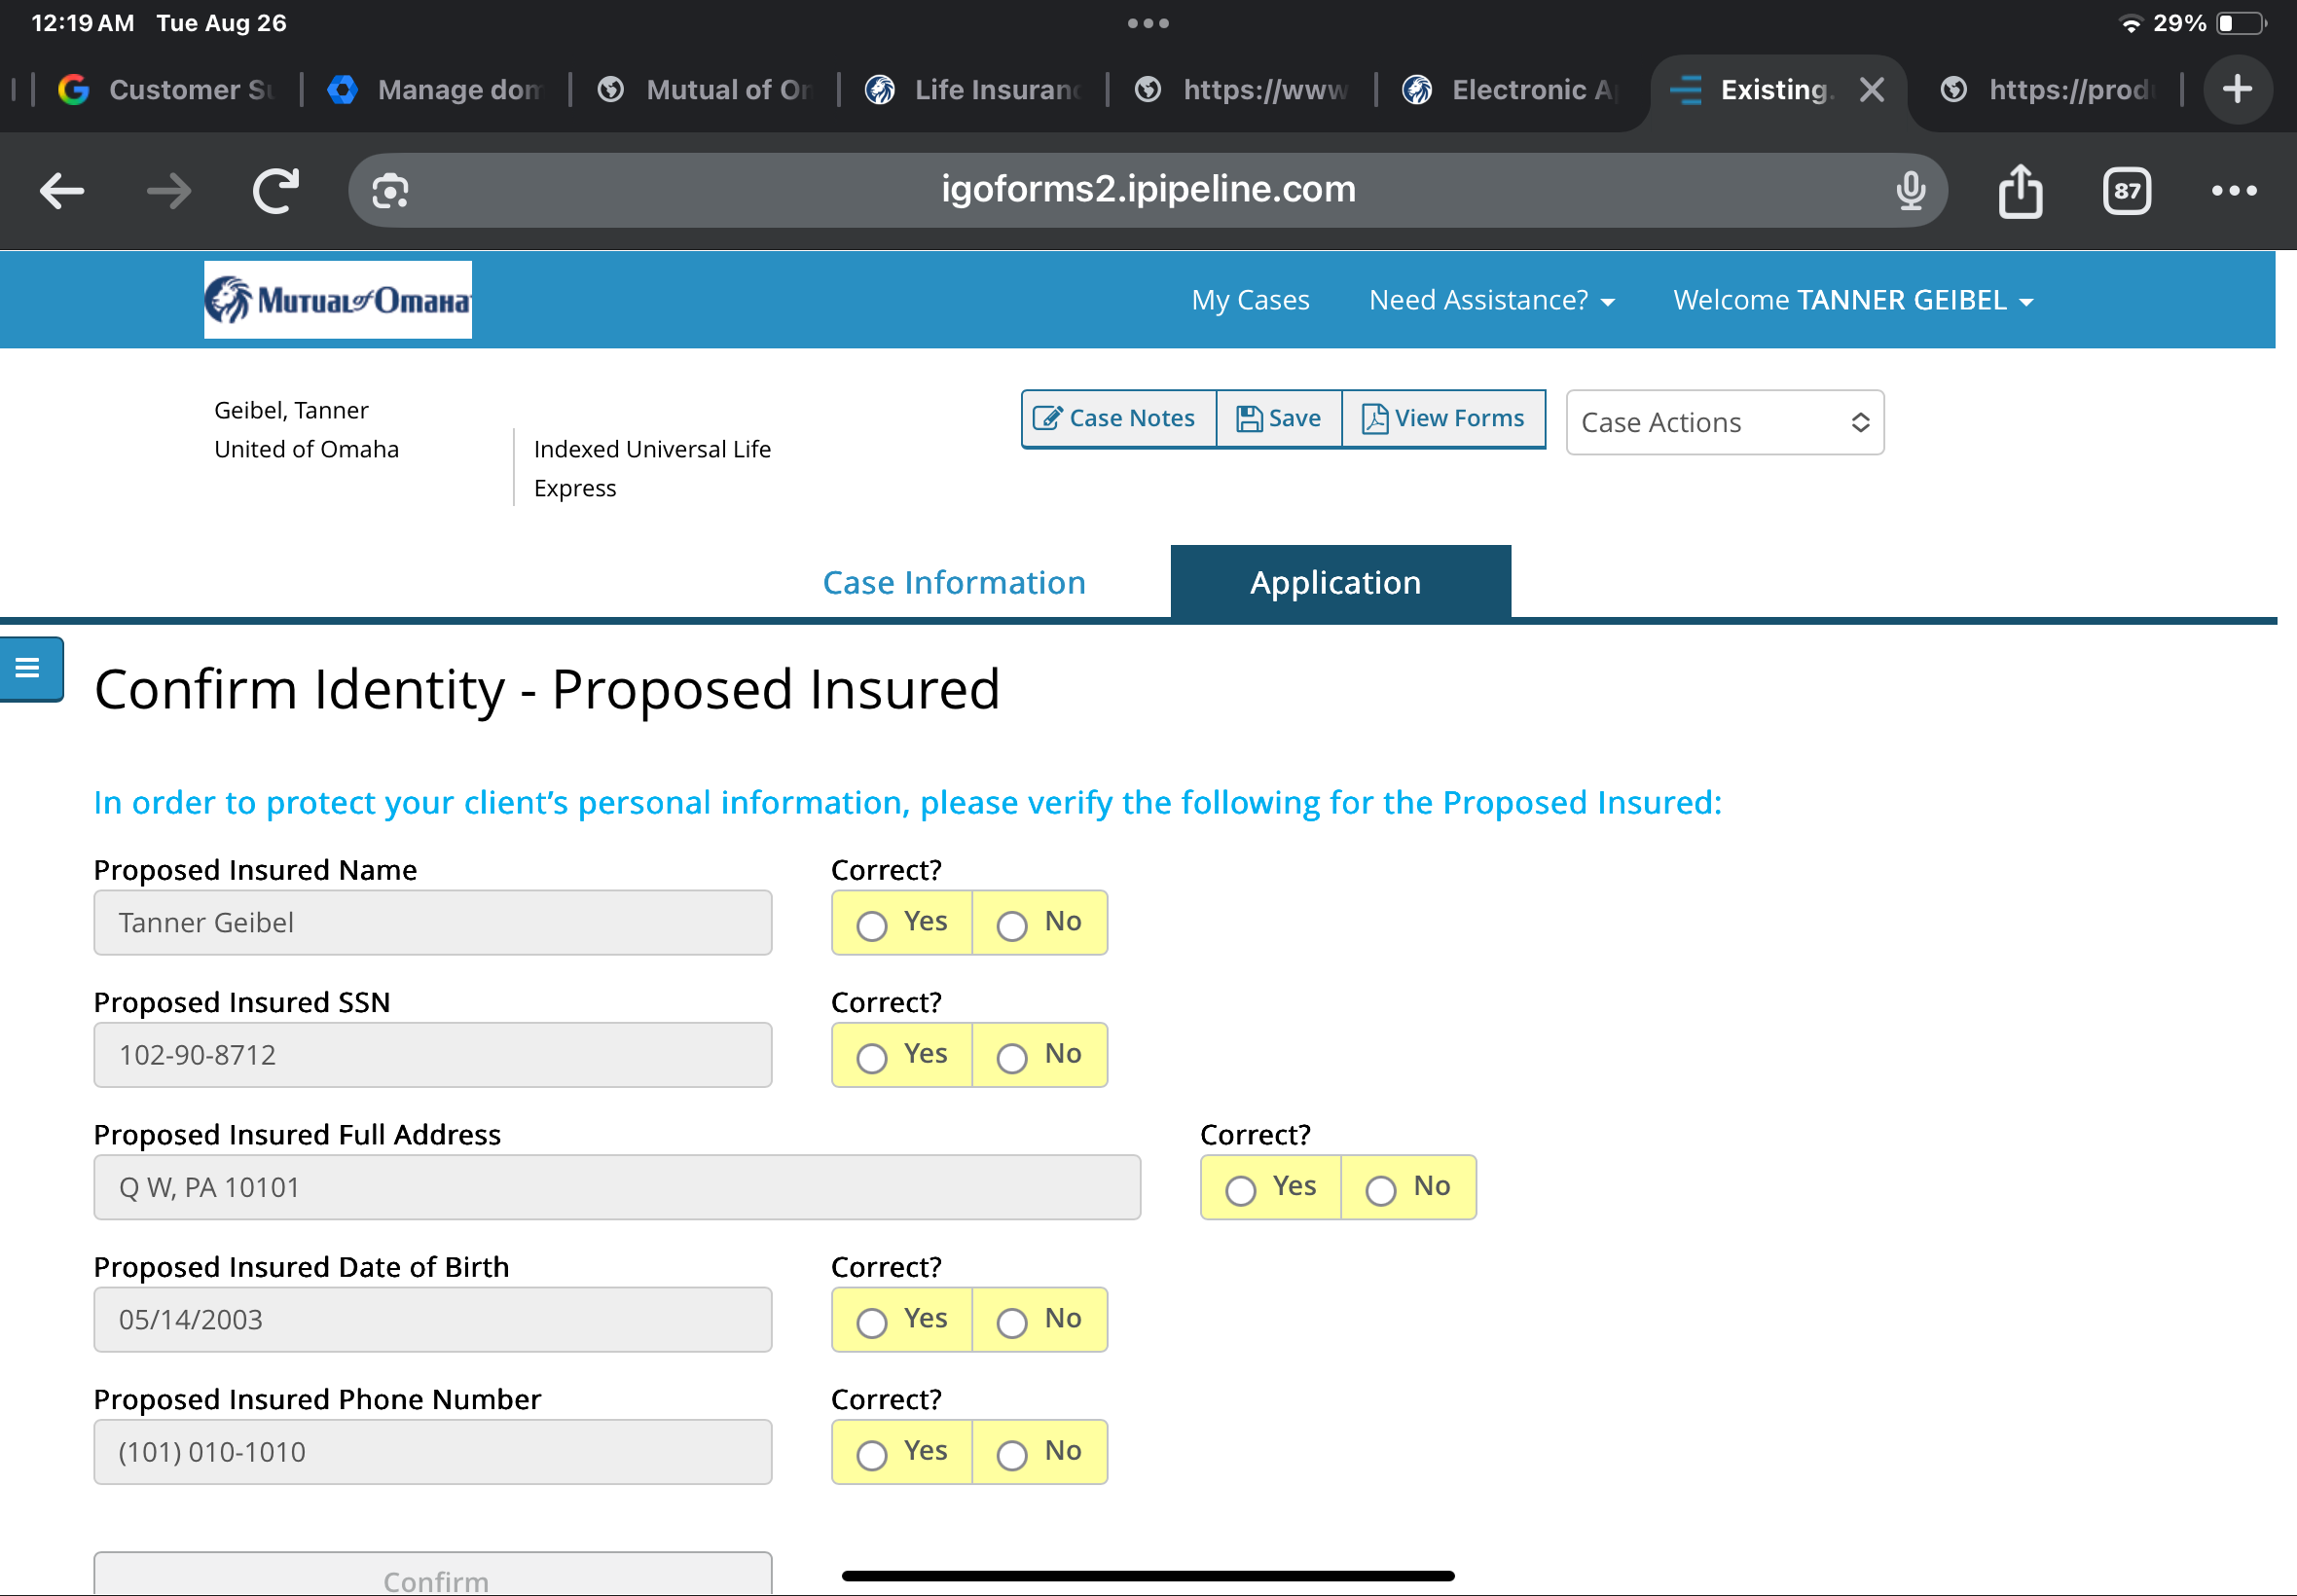 12:19 AM Tue Aug 26
29%
Customer Su
Manage dom
Mutual of Om
Life Insuranc
https://www
Electronic A
Existing.
https://prod
igoforms2.ipipeline.com
87
Mutual of Omaha
My Cases
Need Assistance?
Welcome TANNER GEIBEL
Geibel, Tanner
United of Omaha
Indexed Universal Life
Express
Case Notes
Save
View Forms
Case Actions
Case Information
Application
Confirm Identity - Proposed Insured
In order to protect your client’s personal information, please verify the following for the Proposed Insured:
Proposed Insured Name
Correct?
Tanner Geibel
Yes
No
Proposed Insured SSN
Correct?
102-90-8712
Yes
No
Proposed Insured Full Address
Correct?
Q W, PA 10101
Yes
No
Proposed Insured Date of Birth
Correct?
05/14/2003
Yes
No
Proposed Insured Phone Number
Correct?
(101) 010-1010
Yes
No
Confirm